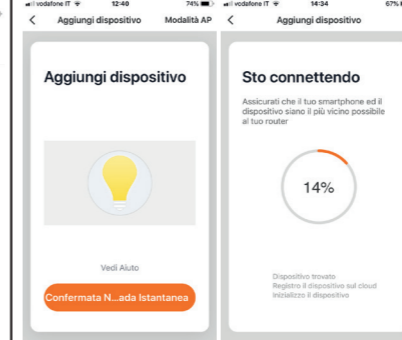 vodafone IT 12:40 74%
Aggiungi dispositivo Modalità AP
Aggiungi dispositivo
Vedi Aiuto
Confermata N...ada Istantanea
vodafone IT 14:34 67%
Aggiungi dispositivo
Sto connettendo
Assicurati che il tuo smartphone ed il
dispositivo siano il più vicino possibile
al tuo router
14%
Dispositivo trovato
Registro il dispositivo sul cloud
Inizializzo il dispositivo